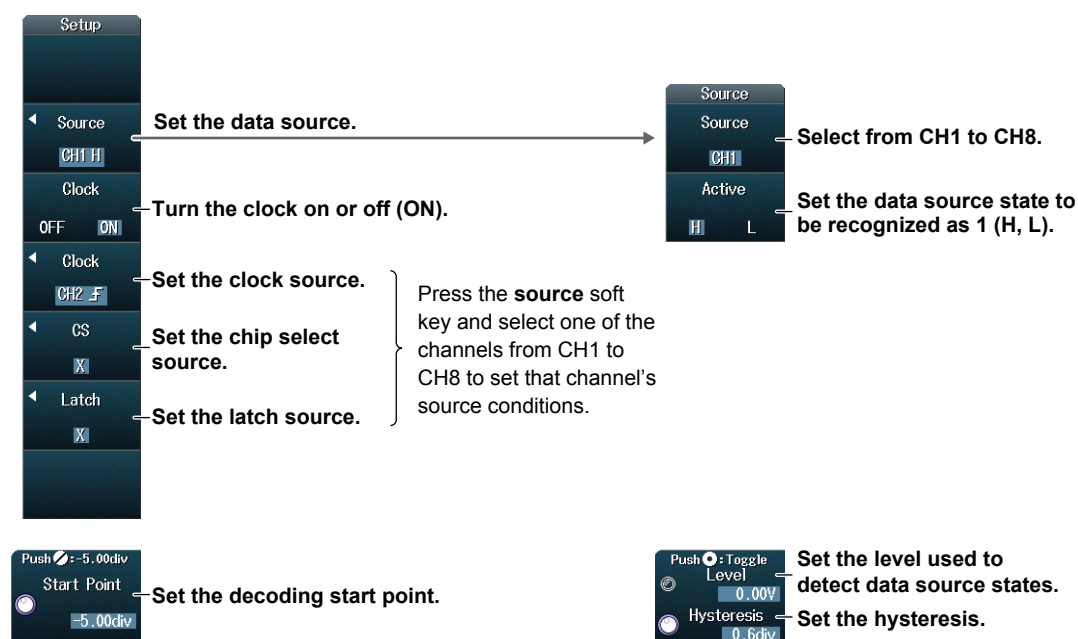 Setup
Source
CH1 H
Set the data source.
Clock
OFF ON
Turn the clock on or off (ON).
Clock
CH2
Set the clock source.
CS
X
Set the chip select
source.
Latch
X
Set the latch source.
Press the source soft
key and select one of the
channels from CH1 to
CH8 to set that channel’s
source conditions.
Source
Source
CH1
Select from CH1 to CH8.
Active
H L
Set the data source state to
be recognized as 1 (H, L).
Push :-5.00div
Start Point
-5.00div
Set the decoding start point.
Push :Toggle
Level
0.00V
Set the level used to
detect data source states.
Hysteresis
0.6div
Set the hysteresis.